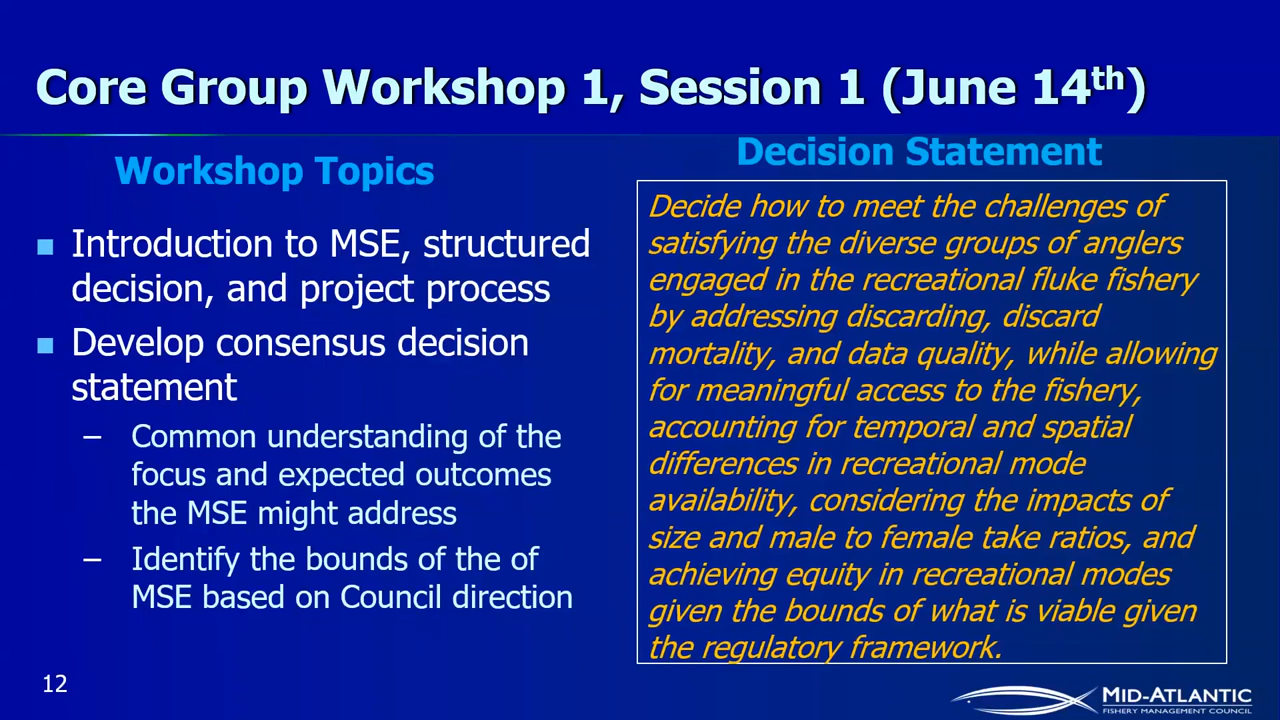 Core Group Workshop 1, Session 1 (June 14th)
Workshop Topics
■ Introduction to MSE, structured
decision, and project process
■ Develop consensus decision
statement
– Common understanding of the
focus and expected outcomes
the MSE might address
– Identify the bounds of the of
MSE based on Council direction
Decision Statement
Decide how to meet the challenges of
satisfying the diverse groups of anglers
engaged in the recreational fluke fishery
by addressing discarding, discard
mortality, and data quality, while allowing
for meaningful access to the fishery,
accounting for temporal and spatial
differences in recreational mode
availability, considering the impacts of
size and male to female take ratios, and
achieving equity in recreational modes
given the bounds of what is viable given
the regulatory framework.
12
MID-ATLANTIC
FISHERY MANAGEMENT COUNCIL